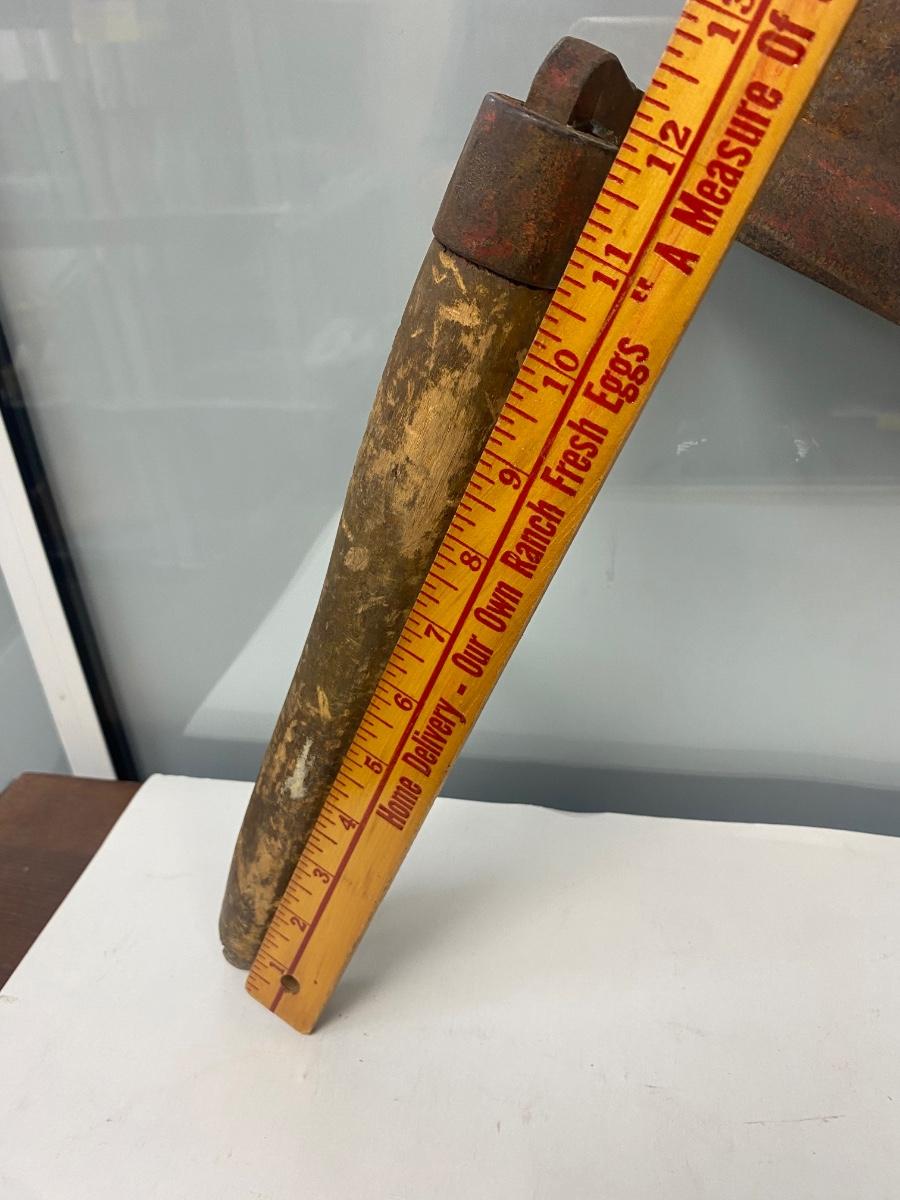 Home Delivery - Our Own Ranch Fresh Eggs " A Measure Of
1 2 3 4 5 6 7 8 9 10 11 12 13